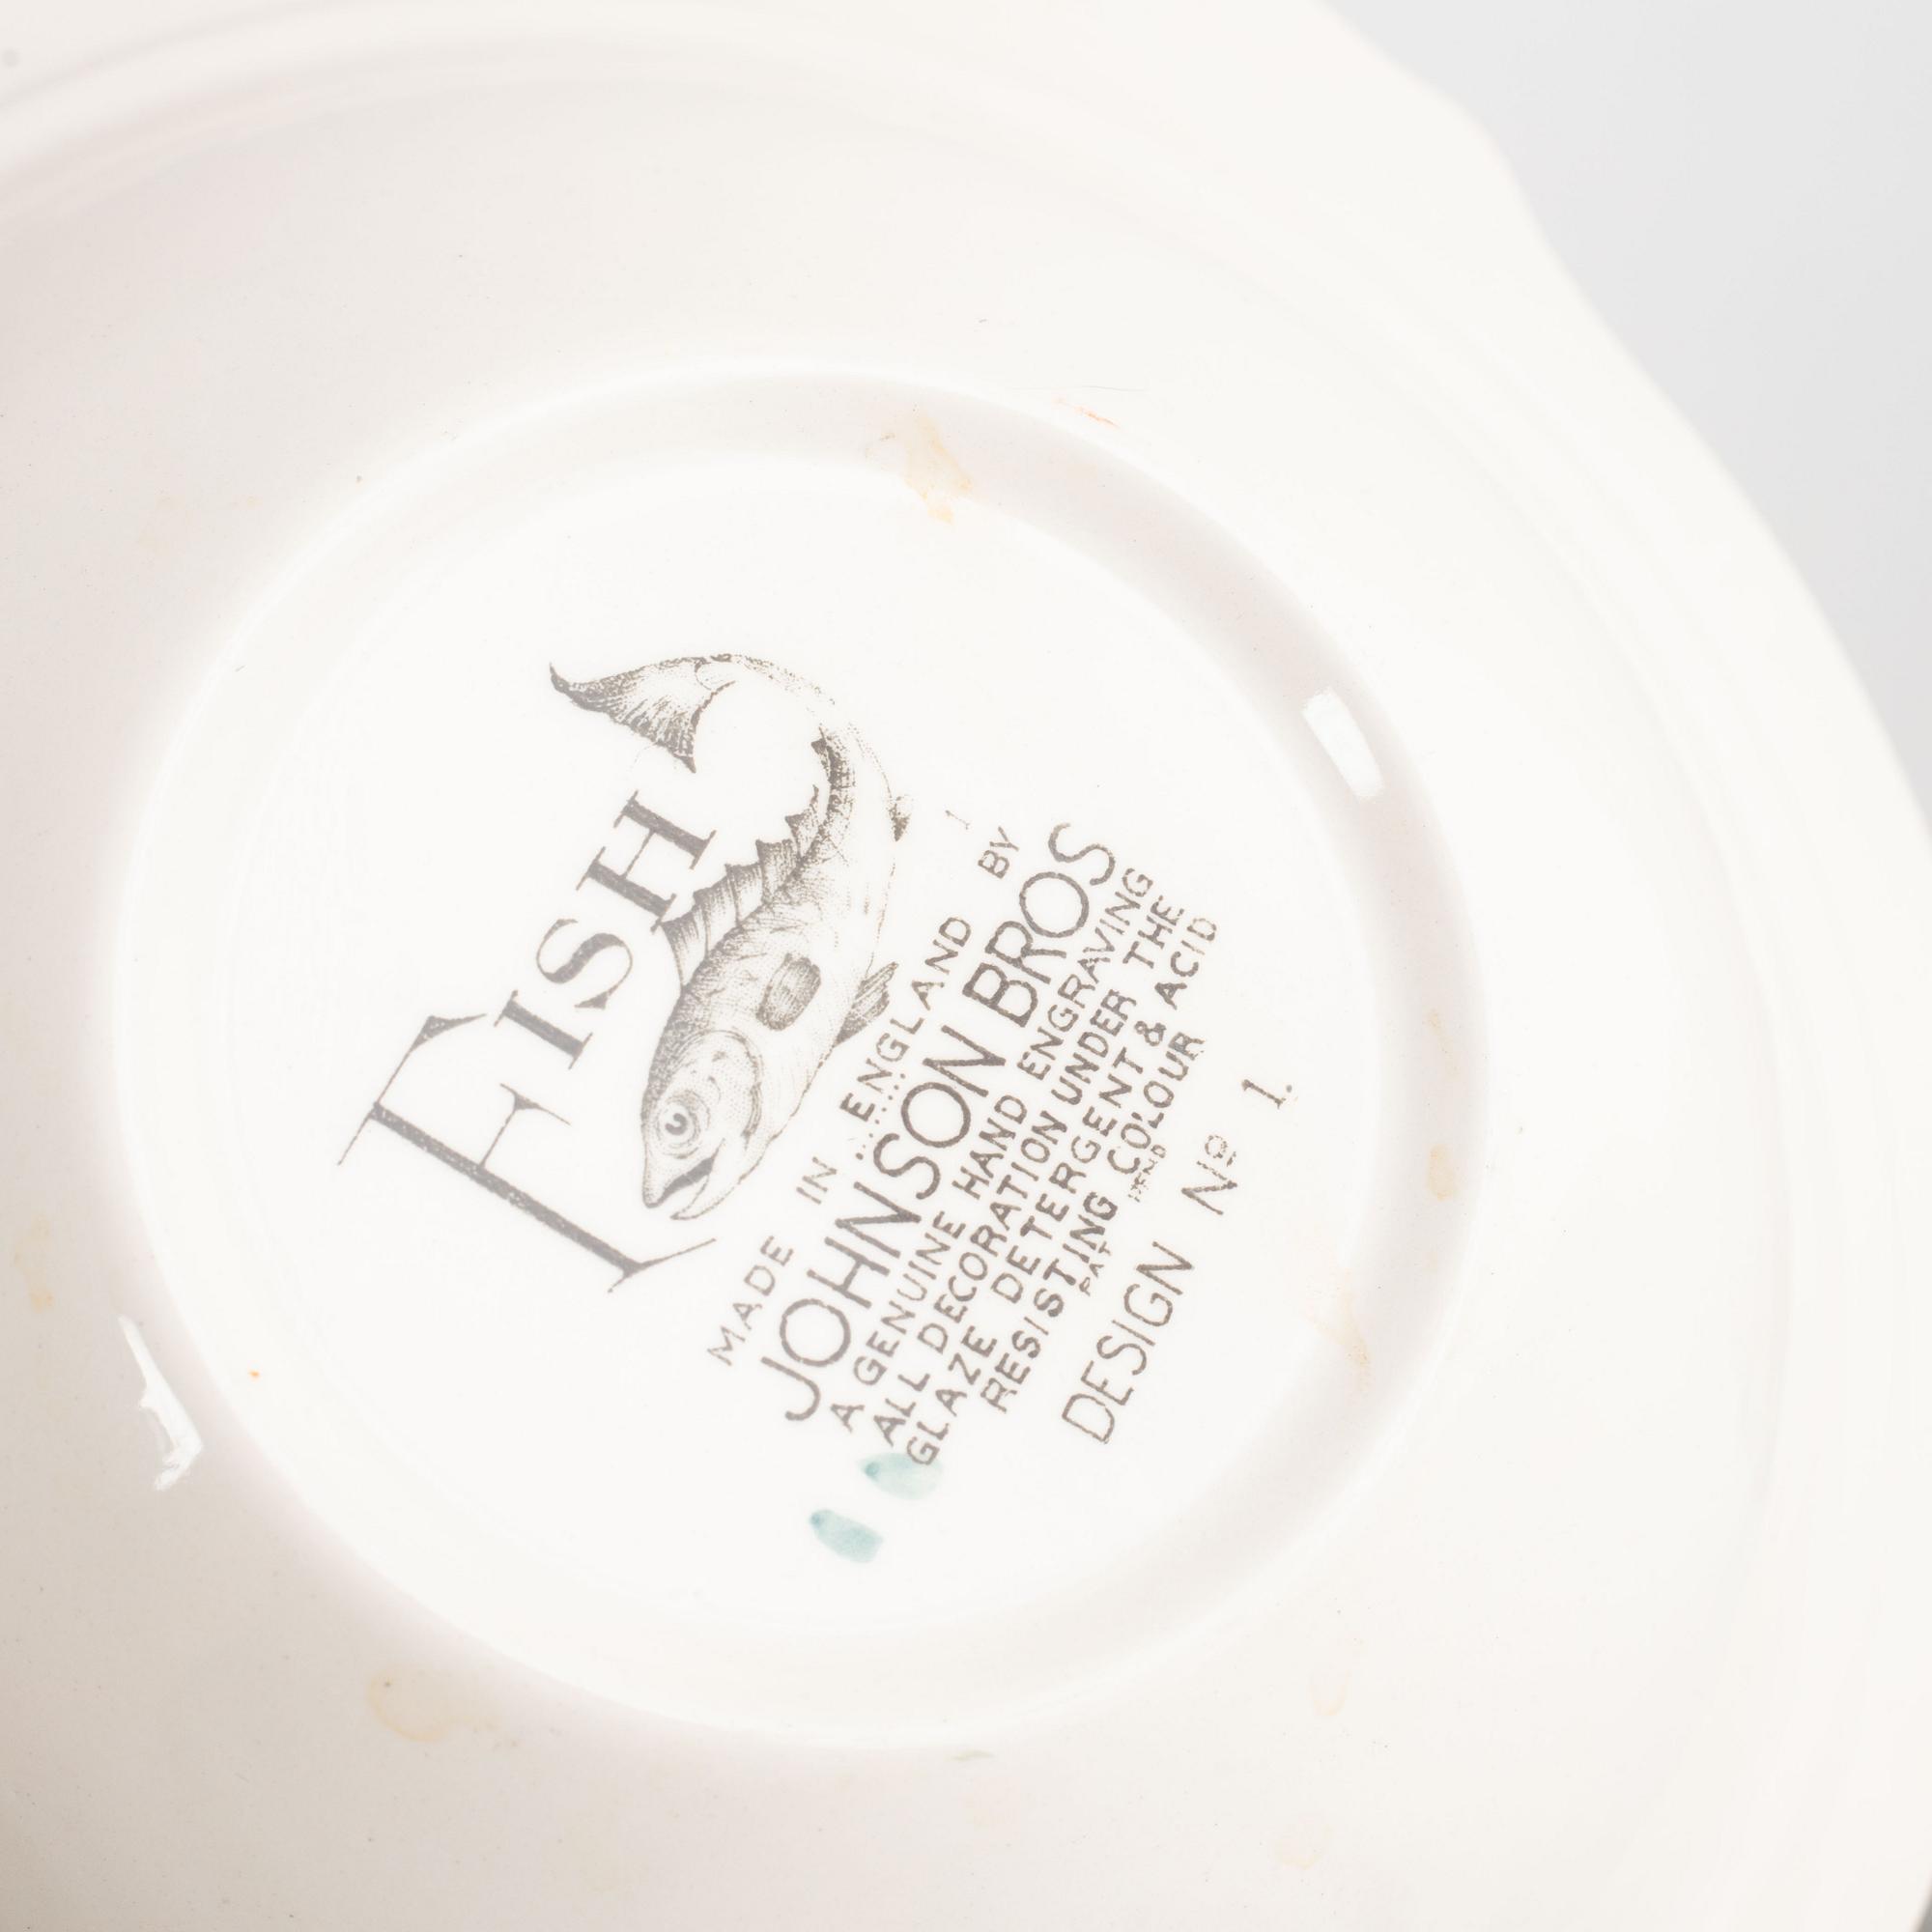 FISH
MADE IN ENGLAND BY
JOHNSON BROS
A GENUINE HAND ENGRAVING
ALL DECORATION UNDER THE
GLAZE DETERGENT & ACID
RESISTING COLOUR
PAT
DESIGN Nº 1.